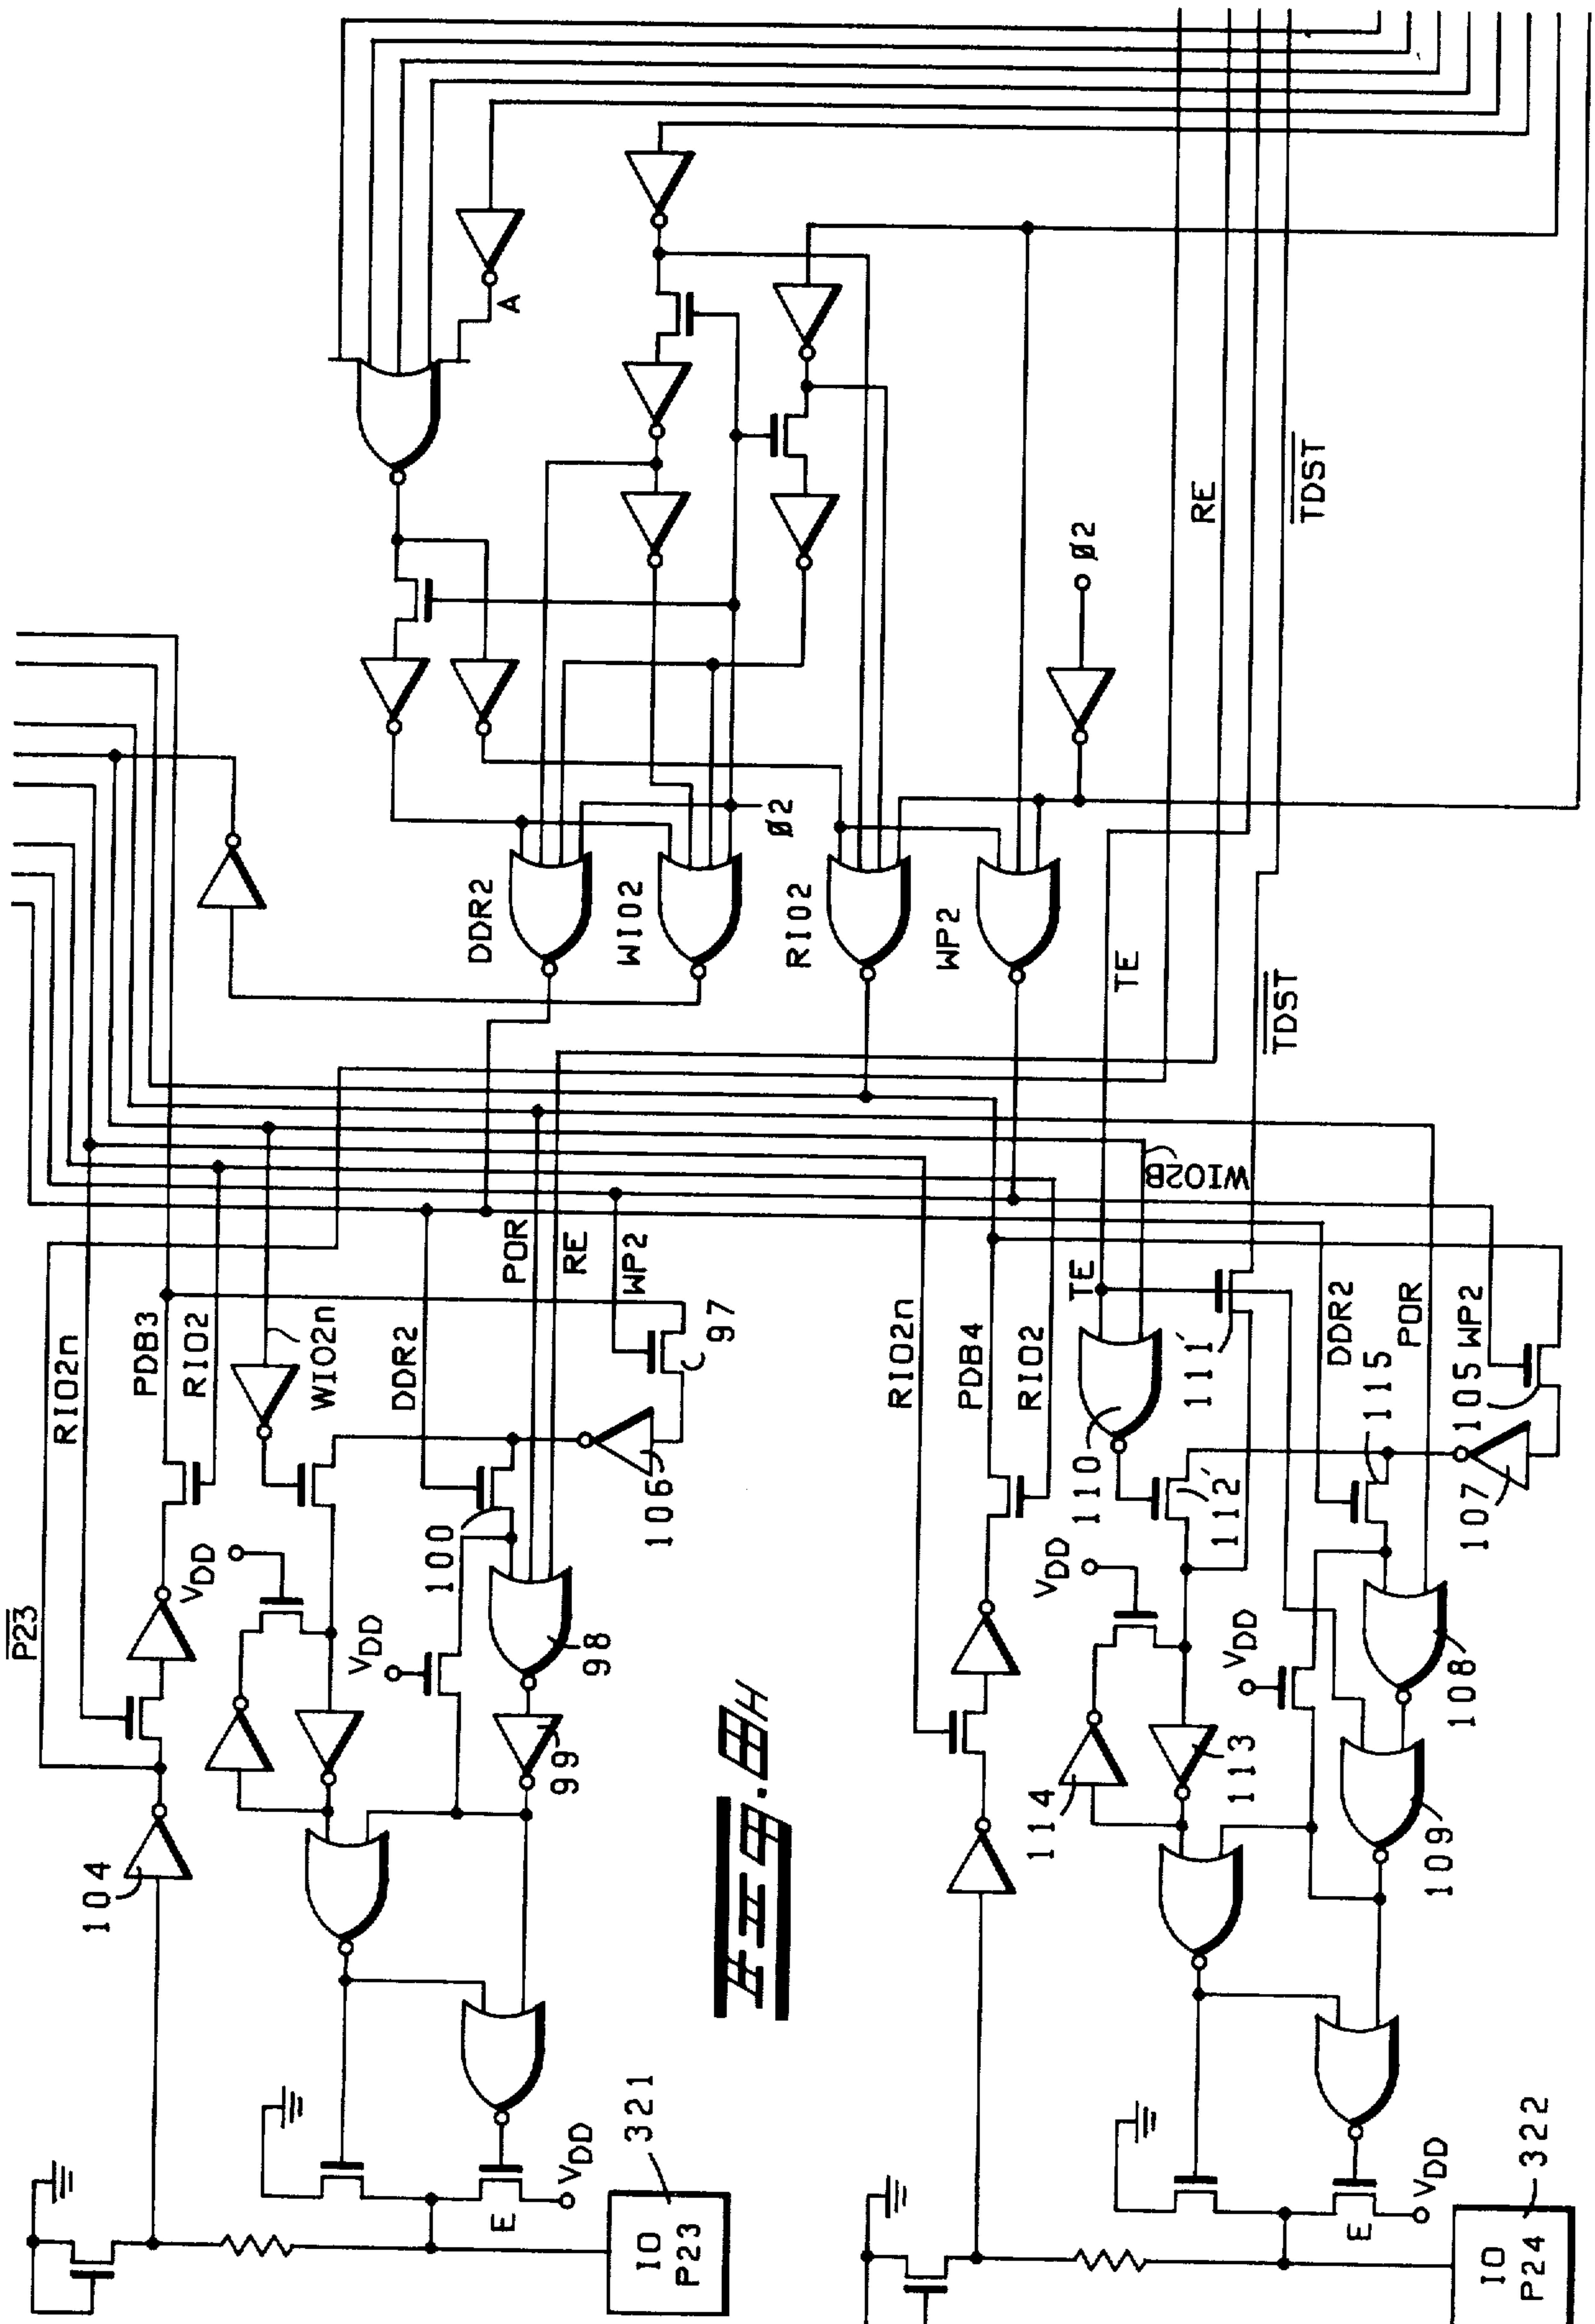 P23
RIO2n
PDB3
RIO2
WIO2n
DDR2
POR
RE
WP2
97
104
VDD
VDD
100
106
98
99
E
VDD
IO
P23
321
A
DDR2
WIO2
Ø2
RIO2
WP2
Ø2
RE
TDST
TE
TDST
WIO2B
Fig. 8H
RIO2n
PDB4
RIO2
TE
110
111'
112'
DDR2
115
POR
105
WP2
107
VDD
VDD
114
113
108
109
E
VDD
IO
P24
322